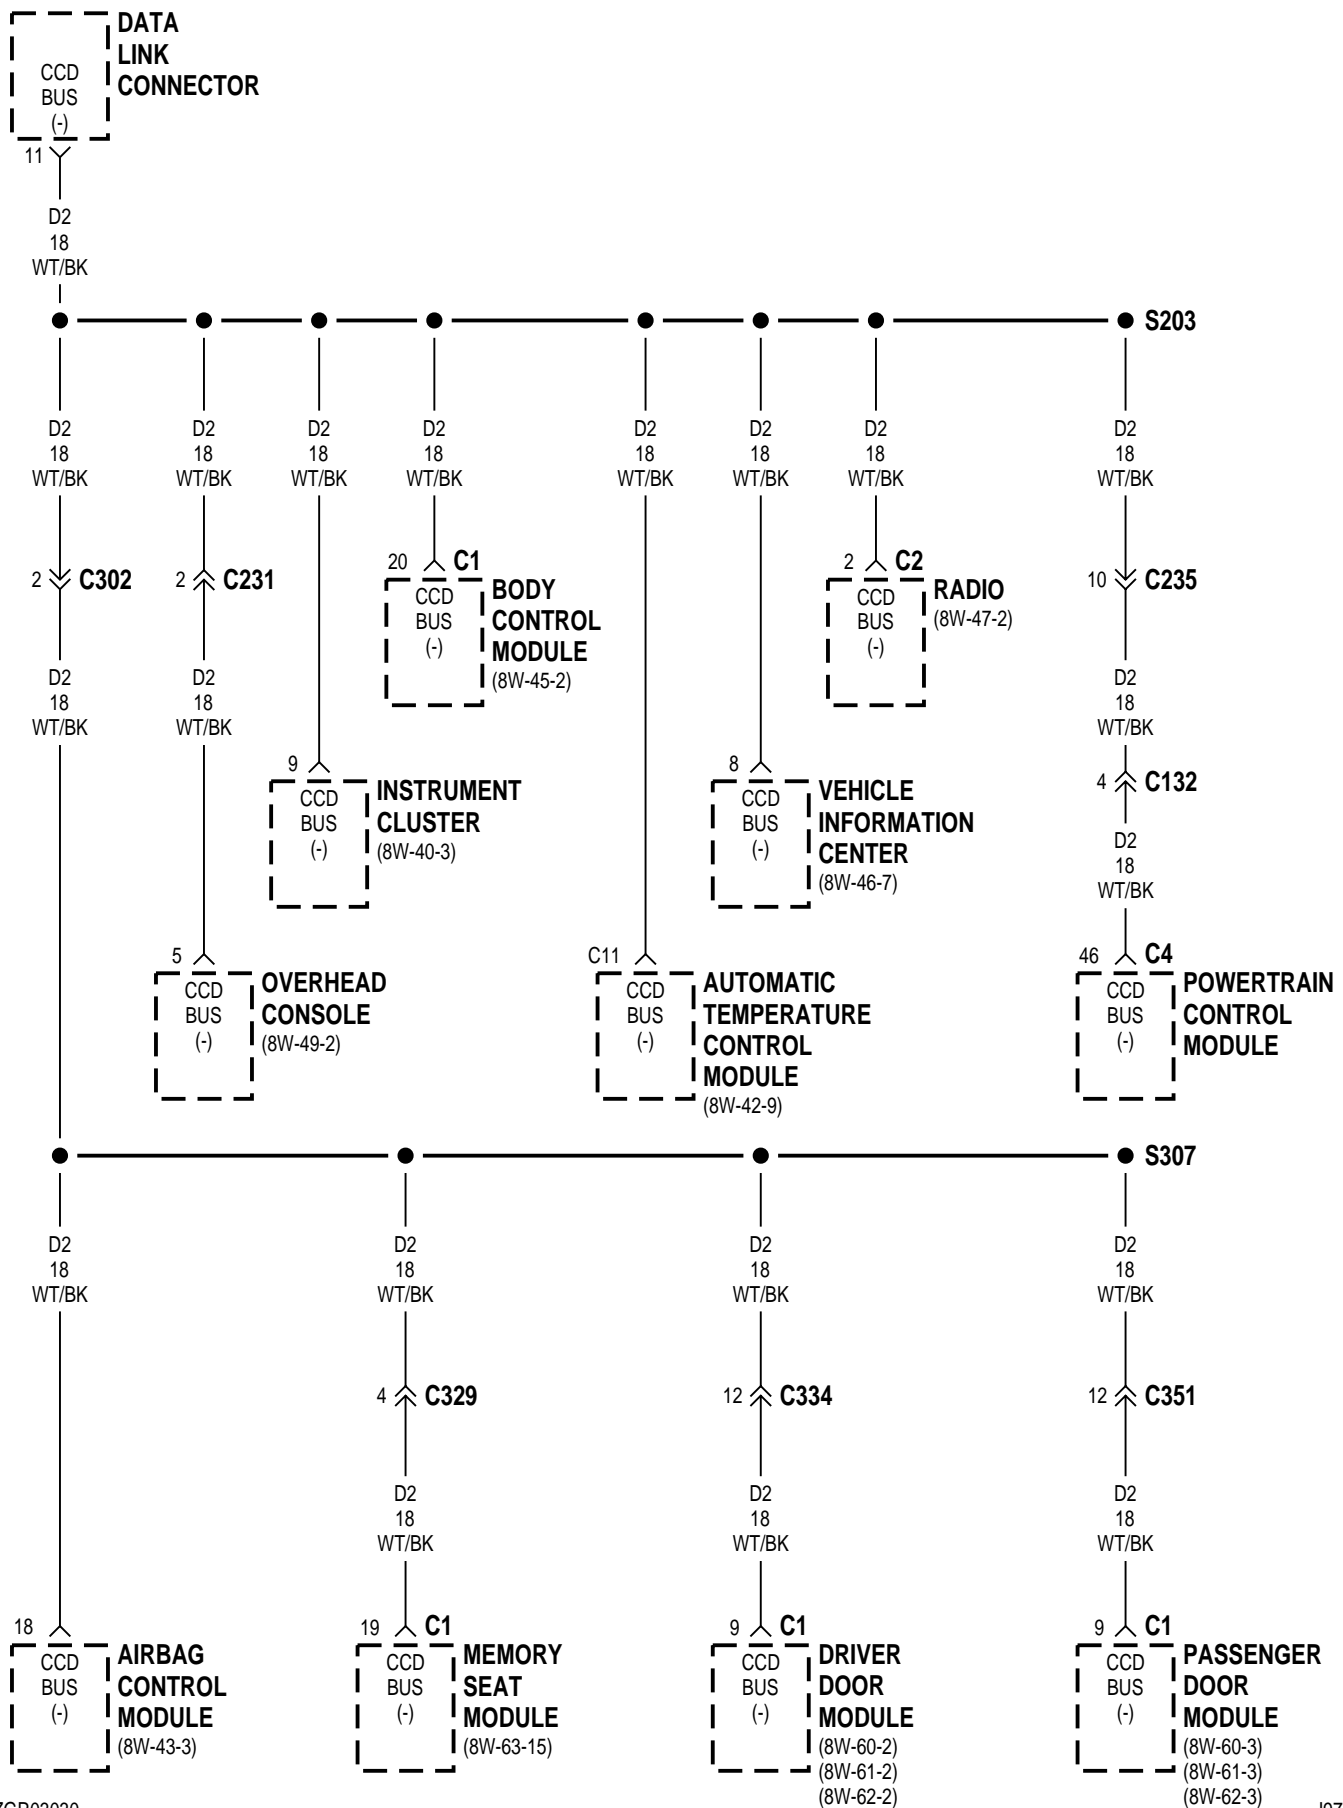 DATA
LINK
CONNECTOR
CCD
BUS
(-)
11
D2
18
WT/BK
S203
D2 D2 D2 D2 D2 D2 D2 D2
18 18 18 18 18 18 18 18
WT/BK WT/BK WT/BK WT/BK WT/BK WT/BK WT/BK WT/BK
2 C302
2 C231
20 C1
CCD
BUS
(-)
BODY
CONTROL
MODULE
(8W-45-2)
2 C2
CCD
BUS
(-)
RADIO
(8W-47-2)
10 C235
D2 D2 D2
18 18 18
WT/BK WT/BK WT/BK
9
CCD
BUS
(-)
INSTRUMENT
CLUSTER
(8W-40-3)
8
CCD
BUS
(-)
VEHICLE
INFORMATION
CENTER
(8W-46-7)
4 C132
D2
18
WT/BK
5
CCD
BUS
(-)
OVERHEAD
CONSOLE
(8W-49-2)
C11
CCD
BUS
(-)
AUTOMATIC
TEMPERATURE
CONTROL
MODULE
(8W-42-9)
46 C4
CCD
BUS
(-)
POWERTRAIN
CONTROL
MODULE
S307
D2 D2 D2 D2
18 18 18 18
WT/BK WT/BK WT/BK WT/BK
4 C329
12 C334
12 C351
D2 D2 D2
18 18 18
WT/BK WT/BK WT/BK
18
CCD
BUS
(-)
AIRBAG
CONTROL
MODULE
(8W-43-3)
19 C1
CCD
BUS
(-)
MEMORY
SEAT
MODULE
(8W-63-15)
9 C1
CCD
BUS
(-)
DRIVER
DOOR
MODULE
(8W-60-2)
(8W-61-2)
(8W-62-2)
9 C1
CCD
BUS
(-)
PASSENGER
DOOR
MODULE
(8W-60-3)
(8W-61-3)
(8W-62-3)